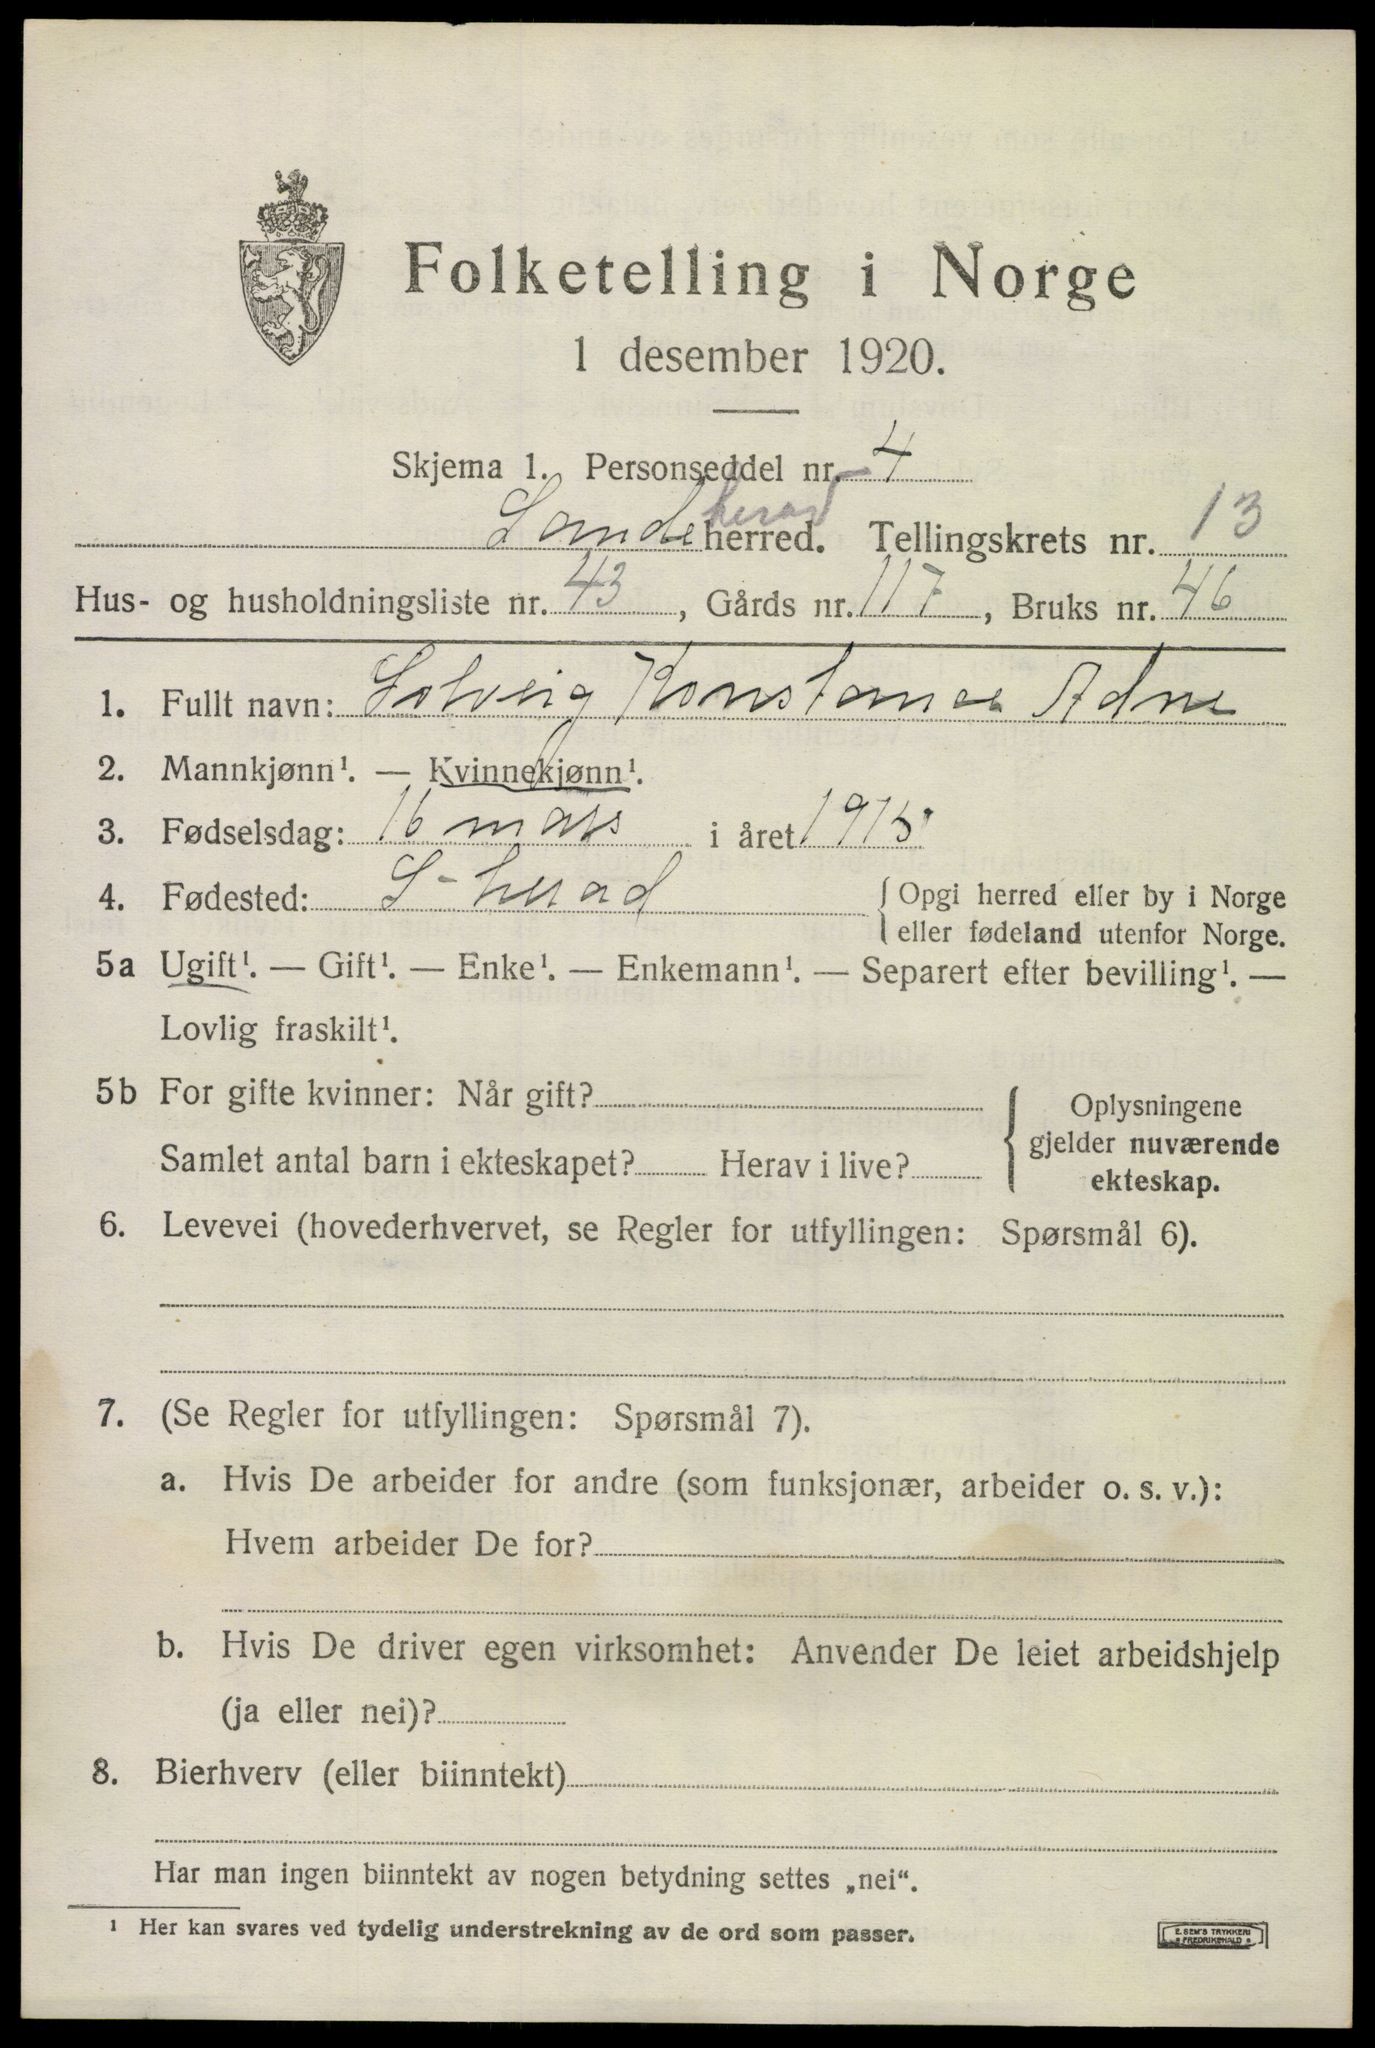 Folketelling i Norge
1 desember 1920.
Skjema 1. Personseddel nr. 4
Sandeherad herred. Tellingskrets nr. 13
Hus- og husholdningsliste nr. 43, Gårds nr. 117, Bruks nr. 46
1. Fullt navn: Solveig Konstanse Adne
2. Mannkjønn¹. — Kvinnekjønn¹.
3. Fødselsdag: 16 mars i året 1915
4. Fødested: S-herad { Opgi herred eller by i Norge
eller fødeland utenfor Norge.
5a Ugift¹. — Gift¹. — Enke¹. — Enkemann¹. — Separert efter bevilling¹. —
Lovlig fraskilt¹.
5b For gifte kvinner: Når gift?
Samlet antal barn i ekteskapet? Herav i live?
Oplysningene
gjelder nuværende
ekteskap.
6. Levevei (hovederhvervet, se Regler for utfyllingen: Spørsmål 6).
7. (Se Regler for utfyllingen: Spørsmål 7).
a. Hvis De arbeider for andre (som funksjonær, arbeider o. s. v.):
Hvem arbeider De for?
b. Hvis De driver egen virksomhet: Anvender De leiet arbeidshjelp
(ja eller nei)?
8. Bierhverv (eller biinntekt)
Har man ingen biinntekt av nogen betydning settes „nei“.
¹ Her kan svares ved tydelig understrekning av de ord som passer.
E. SEM'S TRYKKERI
FREDRIKSHALD